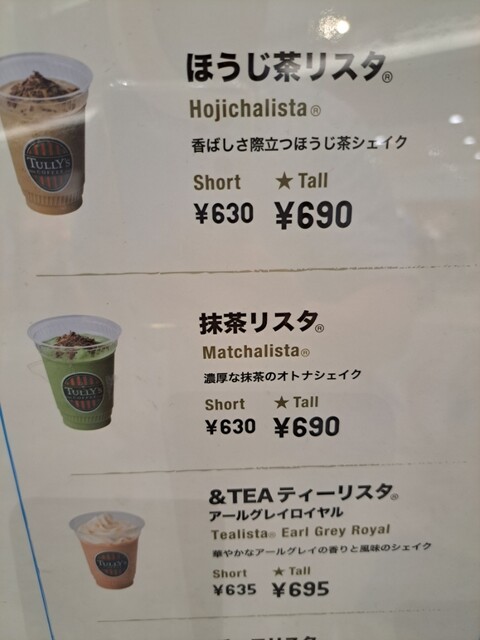 ほうじ茶リスタ®
Hojichalista®
香ばしさ際立つほうじ茶シェイク
Short ★Tall
¥630 ¥690
TULLY'S
COFFEE
抹茶リスタ®
Matchalista®
濃厚な抹茶のオトナシェイク
Short ★Tall
¥630 ¥690
TULLY'S
COFFEE
&TEAティーリスタ®
アールグレイロイヤル
Tealista® Earl Grey Royal
華やかなアールグレイの香りと風味のシェイク
Short ★Tall
¥635 ¥695
TULLY'S